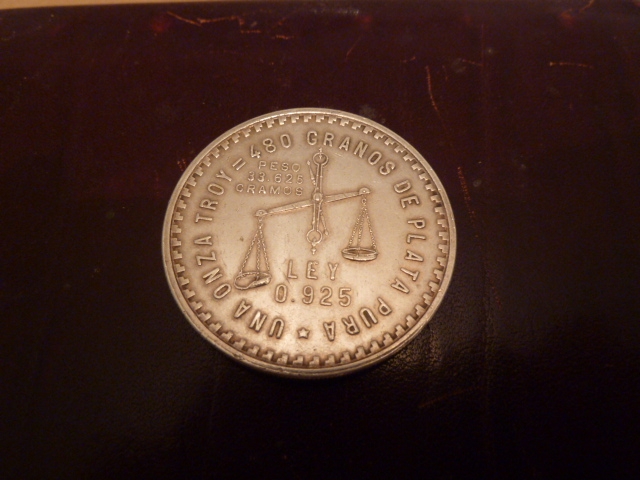 UNA ONZA TROY = 480 GRANOS DE PLATA PURA
PESO
33.625
GRAMOS
LEY
0.925